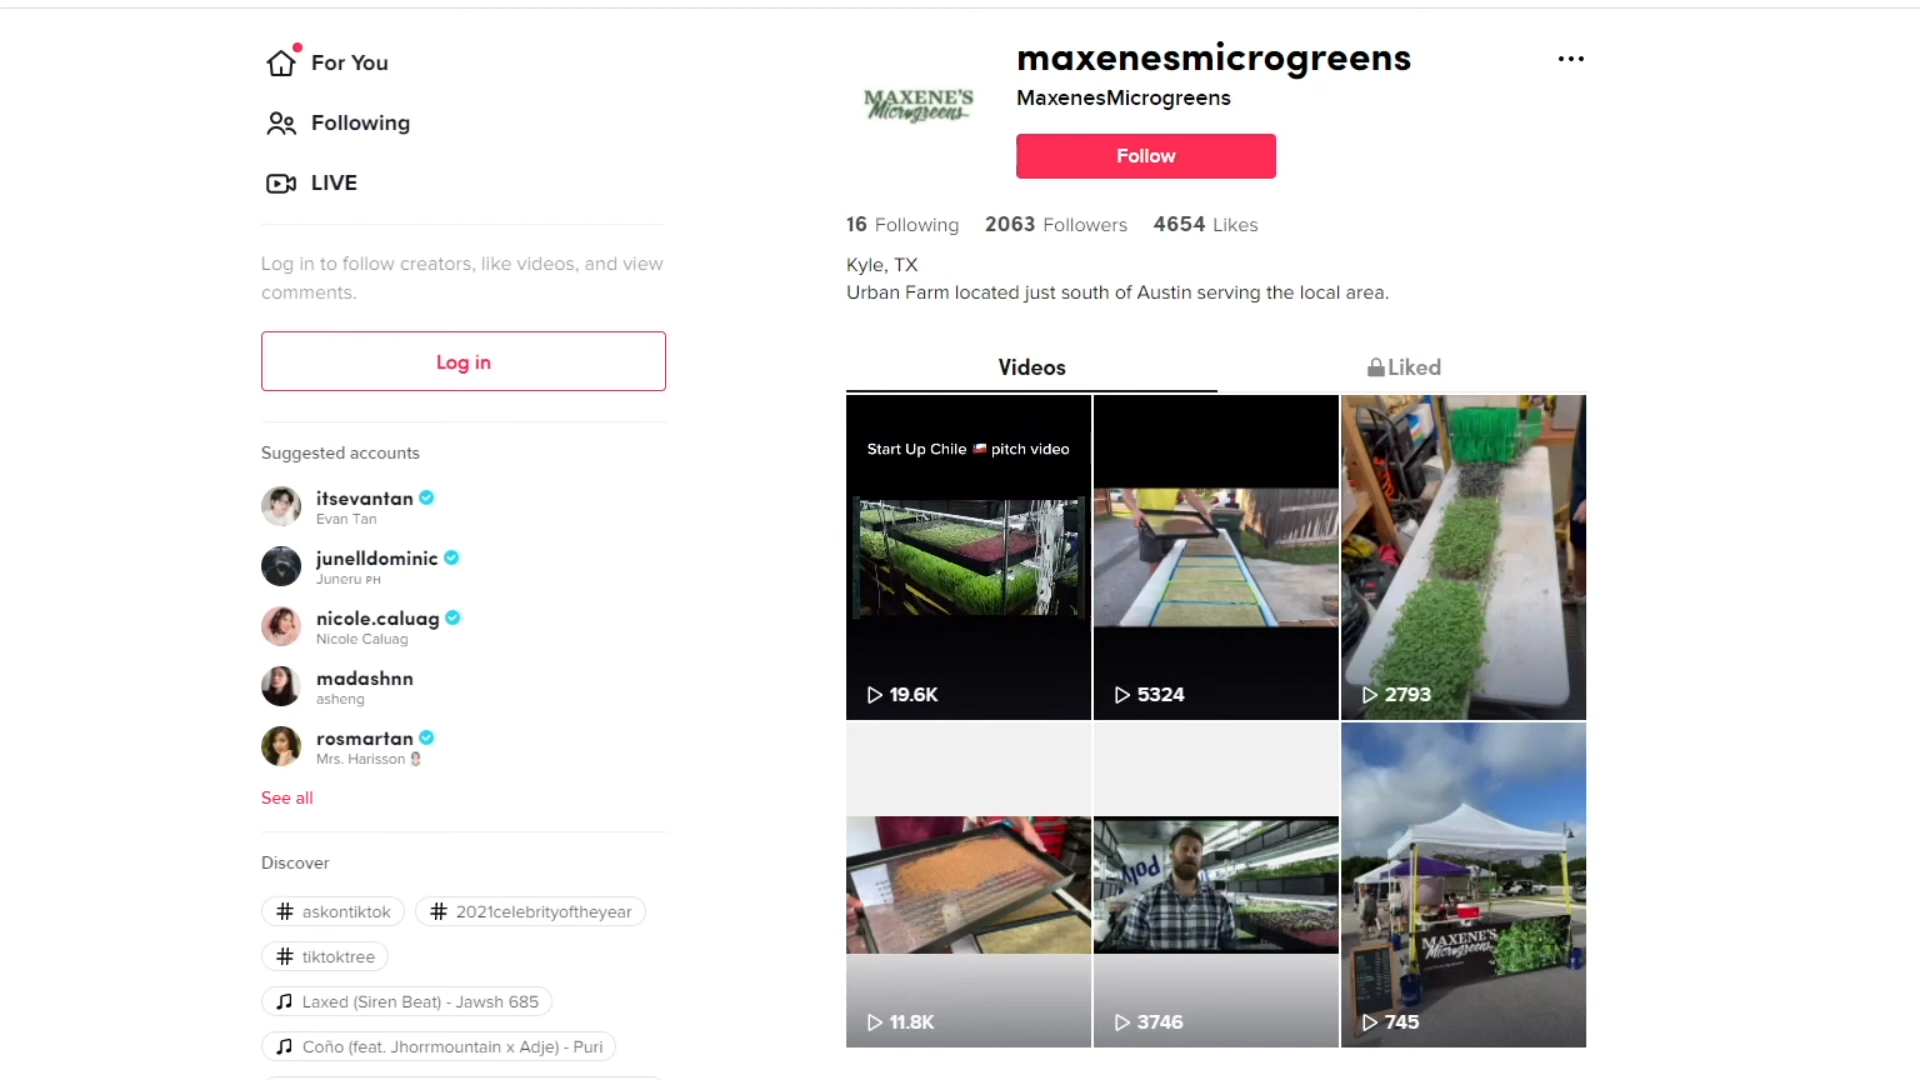 For You
Following
LIVE
Log in to follow creators, like videos, and view
comments.
Log in
Suggested accounts
itsevantan
Evan Tan
junelldominic
Juneru PH
nicole.caluag
Nicole Caluag
madashnn
asheng
rosmartan
Mrs. Harisson
See all
Discover
# askontiktok
# 2021celebrityoftheyear
# tiktoktree
Laxed (Siren Beat) - Jawsh 685
Coño (feat. Jhorrmountain x Adje) - Puri
MAXENE'S
Microgreens
maxenesmicrogreens
MaxenesMicrogreens
Follow
16 Following 2063 Followers 4654 Likes
Kyle, TX
Urban Farm located just south of Austin serving the local area.
Videos
Liked
Start Up Chile 🇨🇱 pitch video
19.6K
5324
2793
11.8K
Poly
3746
MAXENE'S
Microgreens
745